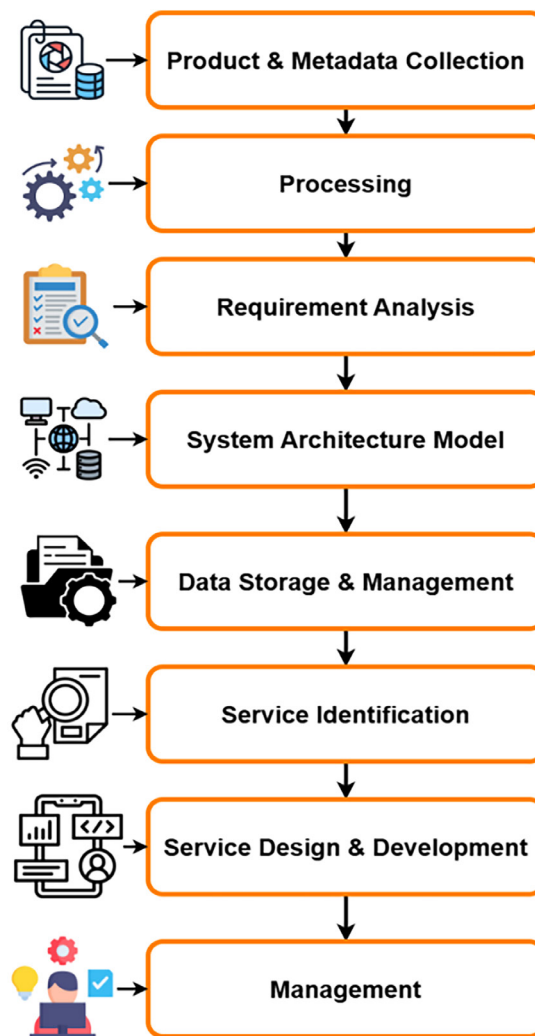 Product & Metadata Collection
Processing
Requirement Analysis
System Architecture Model
Data Storage & Management
Service Identification
</>
Service Design & Development
Management